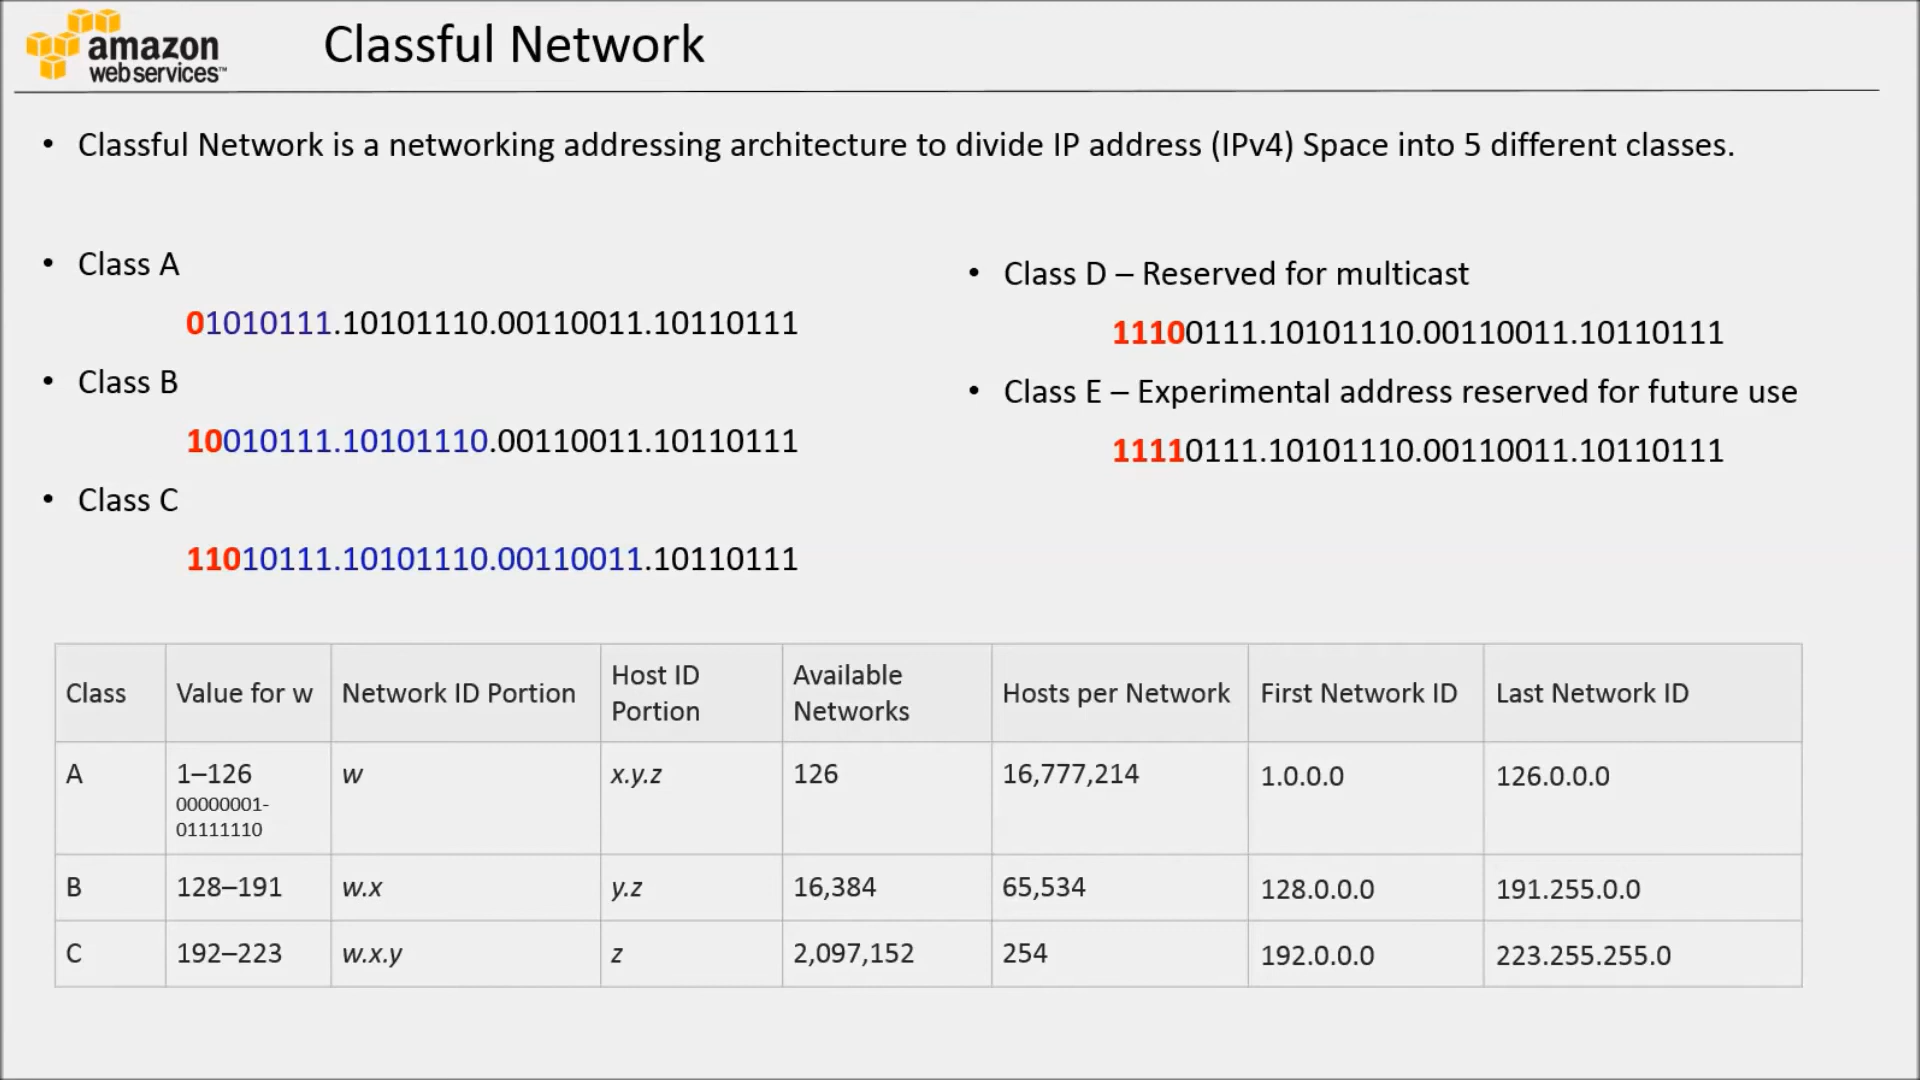 amazon
web services™
Classful Network
• Classful Network is a networking addressing architecture to divide IP address (IPv4) Space into 5 different classes.
• Class A
01010111.10101110.00110011.10110111
• Class B
10010111.10101110.00110011.10110111
• Class C
11010111.10101110.00110011.10110111
• Class D – Reserved for multicast
11100111.10101110.00110011.10110111
• Class E – Experimental address reserved for future use
11110111.10101110.00110011.10110111
Class Value for w Network ID Portion Host ID Portion Available Networks Hosts per Network First Network ID Last Network ID
A 1–126 00000001-01111110 w x.y.z 126 16,777,214 1.0.0.0 126.0.0.0
B 128–191 w.x y.z 16,384 65,534 128.0.0.0 191.255.0.0
C 192–223 w.x.y z 2,097,152 254 192.0.0.0 223.255.255.0